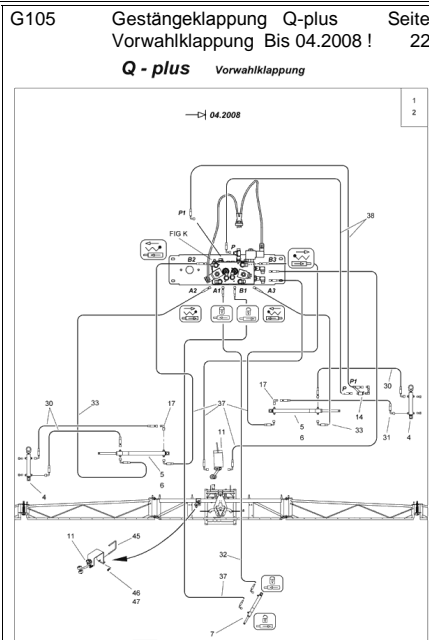 G105 Gestängeklappung Q-plus Seite
Vorwahlklappung Bis 04.2008 ! 22
Q - plus Vorwahlklappung
1
2
04.2008
P1
38
FIG K
P
B2
B3
A2 A1 B1 A3
30
33
17
37
17
P1
P
30
14
11
5
33
31
4
6
5
6
4
11
45
32
37
46
47
7